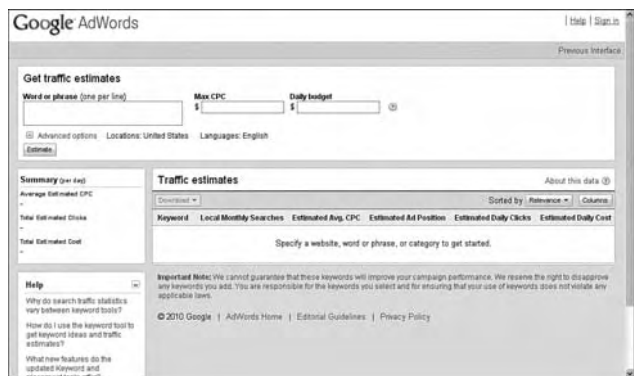 Google AdWords
| Help | Sign in
Previous Interface
Get traffic estimates
Word or phrase (one per line) Max CPC Daily budget
$ $
Advanced options Locations: United States Languages: English
Estimate
Summary (per day)
Average Estimated CPC
-
Total Estimated Clicks
-
Total Estimated Cost
-
Help
Why do search traffic statistics
vary between keyword tools?
How do I use the keyword tool to
get keyword ideas and traffic
estimates?
What new features do the
updated Keyword and
Traffic estimates About this data
Download Sorted by Relevance Columns
Keyword Local Monthly Searches Estimated Avg. CPC Estimated Ad Position Estimated Daily Clicks Estimated Daily Cost
Specify a website, word or phrase, or category to get started.
Important Note: We cannot guarantee that these keywords will improve your campaign performance. We reserve the right to disapprove
any keywords you add. You are responsible for the keywords you select and for ensuring that your use of keywords does not violate any
applicable laws.
© 2010 Google | AdWords Home | Editorial Guidelines | Privacy Policy